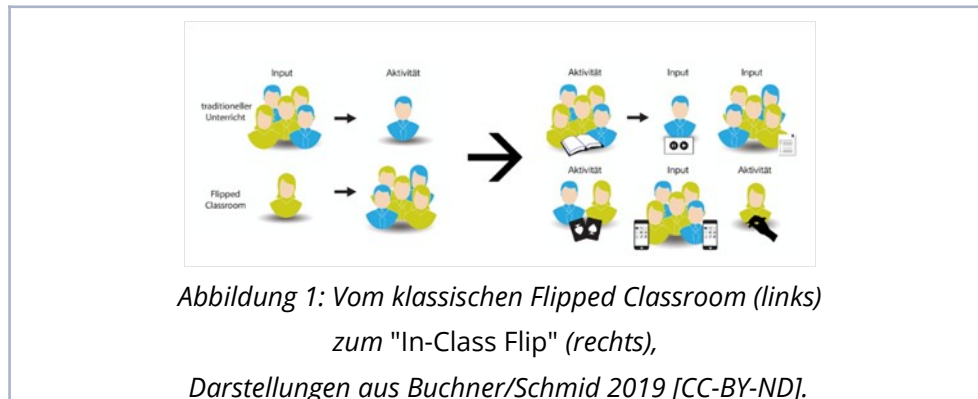 Input
Aktivität
traditioneller
Unterricht
Flipped
Classroom
Aktivität
Input
Input
Aktivität
Input
Aktivität
Abbildung 1: Vom klassischen Flipped Classroom (links)
zum "In-Class Flip" (rechts),
Darstellungen aus Buchner/Schmid 2019 [CC-BY-ND].